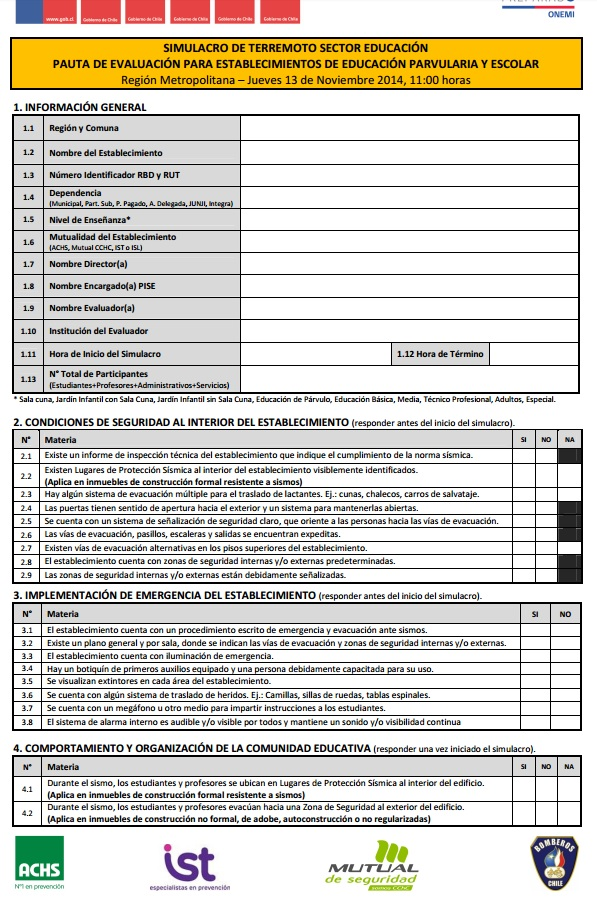 www.gob.cl
Gobierno de Chile
Gobierno de Chile
Gobierno de Chile
Gobierno de Chile
Gobierno de Chile
ONEMI
SIMULACRO DE TERREMOTO SECTOR EDUCACIÓN
PAUTA DE EVALUACIÓN PARA ESTABLECIMIENTOS DE EDUCACIÓN PARVULARIA Y ESCOLAR
Región Metropolitana – Jueves 13 de Noviembre 2014, 11:00 horas
1. INFORMACIÓN GENERAL
1.1 Región y Comuna
1.2 Nombre del Establecimiento
1.3 Número Identificador RBD y RUT
1.4 Dependencia
(Municipal, Part. Sub, P. Pagado, A. Delegada, JUNJI, Integra)
1.5 Nivel de Enseñanza*
1.6 Mutualidad del Establecimiento
(ACHS, Mutual CCHC, IST o ISL)
1.7 Nombre Director(a)
1.8 Nombre Encargado(a) PISE
1.9 Nombre Evaluador(a)
1.10 Institución del Evaluador
1.11 Hora de Inicio del Simulacro 1.12 Hora de Término
1.13 N° Total de Participantes
(Estudiantes+Profesores+Administrativos+Servicios)
* Sala cuna, Jardín Infantil con Sala Cuna, Jardín Infantil sin Sala Cuna, Educación de Párvulo, Educación Básica, Media, Técnico Profesional, Adultos, Especial.
2. CONDICIONES DE SEGURIDAD AL INTERIOR DEL ESTABLECIMIENTO (responder antes del inicio del simulacro).
N° Materia SI NO NA
2.1 Existe un informe de inspección técnica del establecimiento que indique el cumplimiento de la norma sísmica.
2.2 Existen Lugares de Protección Sísmica al interior del establecimiento visiblemente identificados.
(Aplica en inmuebles de construcción formal resistente a sismos)
2.3 Hay algún sistema de evacuación múltiple para el traslado de lactantes. Ej.: cunas, chalecos, carros de salvataje.
2.4 Las puertas tienen sentido de apertura hacia el exterior y un sistema para mantenerlas abiertas.
2.5 Se cuenta con un sistema de señalización de seguridad claro, que oriente a las personas hacia las vías de evacuación.
2.6 Las vías de evacuación, pasillos, escaleras y salidas se encuentran expeditas.
2.7 Existen vías de evacuación alternativas en los pisos superiores del establecimiento.
2.8 El establecimiento cuenta con zonas de seguridad internas y/o externas predeterminadas.
2.9 Las zonas de seguridad internas y/o externas están debidamente señalizadas.
3. IMPLEMENTACIÓN DE EMERGENCIA DEL ESTABLECIMIENTO (responder antes del inicio del simulacro).
N° Materia SI NO
3.1 El establecimiento cuenta con un procedimiento escrito de emergencia y evacuación ante sismos.
3.2 Existe un plano general y por sala, donde se indican las vías de evacuación y zonas de seguridad internas y/o externas.
3.3 El establecimiento cuenta con iluminación de emergencia.
3.4 Hay un botiquín de primeros auxilios equipado y una persona debidamente capacitada para su uso.
3.5 Se visualizan extintores en cada área del establecimiento.
3.6 Se cuenta con algún sistema de traslado de heridos. Ej.: Camillas, sillas de ruedas, tablas espinales.
3.7 Se cuenta con un megáfono u otro medio para impartir instrucciones a los estudiantes.
3.8 El sistema de alarma interno es audible y/o visible por todos y mantiene un sonido y/o visibilidad continua
4. COMPORTAMIENTO Y ORGANIZACIÓN DE LA COMUNIDAD EDUCATIVA (responder una vez iniciado el simulacro).
N° Materia SI NO NA
4.1 Durante el sismo, los estudiantes y profesores se ubican en Lugares de Protección Sísmica al interior del edificio.
(Aplica en inmuebles de construcción formal resistente a sismos)
4.2 Durante el sismo, los estudiantes y profesores evacúan hacia una Zona de Seguridad al exterior del edificio.
(Aplica en inmuebles de construcción no formal, de adobe, autoconstrucción o no regularizadas)
ACHS
N°1 en prevención
ist
especialistas en prevención
MUTUAL
de seguridad
somos CChC
BOMBEROS
CHILE